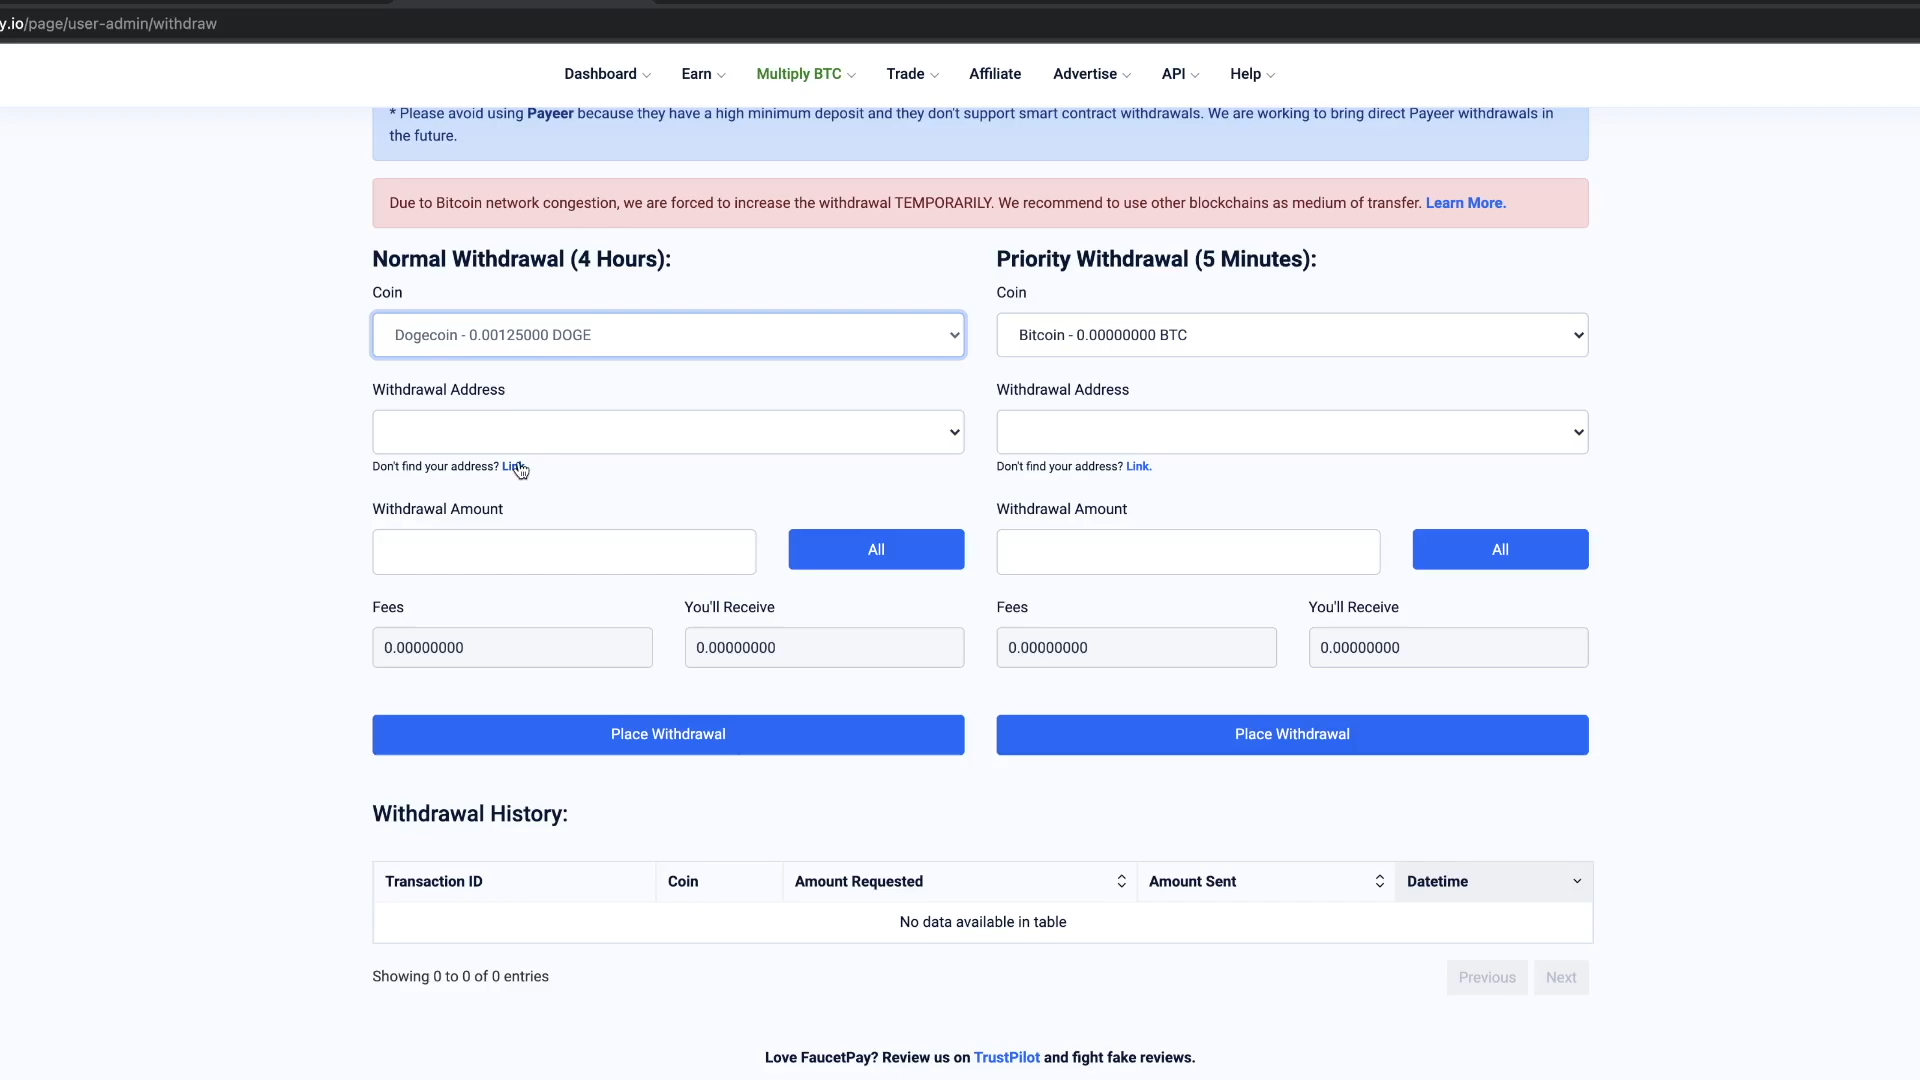 y.io/page/user-admin/withdraw
Dashboard Earn Multiply BTC Trade Affiliate Advertise API Help
* Please avoid using Payeer because they have a high minimum deposit and they don't support smart contract withdrawals. We are working to bring direct Payeer withdrawals in
the future.
Due to Bitcoin network congestion, we are forced to increase the withdrawal TEMPORARILY. We recommend to use other blockchains as medium of transfer. Learn More.
Normal Withdrawal (4 Hours):
Coin
Dogecoin - 0.00125000 DOGE
Withdrawal Address
Don't find your address?
Withdrawal Amount
All
Fees You'll Receive
0.00000000 0.00000000
Place Withdrawal
Priority Withdrawal (5 Minutes):
Coin
Bitcoin - 0.00000000 BTC
Withdrawal Address
Don't find your address? Link.
Withdrawal Amount
All
Fees You'll Receive
0.00000000 0.00000000
Place Withdrawal
Withdrawal History:
Transaction ID Coin Amount Requested Amount Sent Datetime
No data available in table
Showing 0 to 0 of 0 entries
Previous Next
Love FaucetPay? Review us on TrustPilot and fight fake reviews.